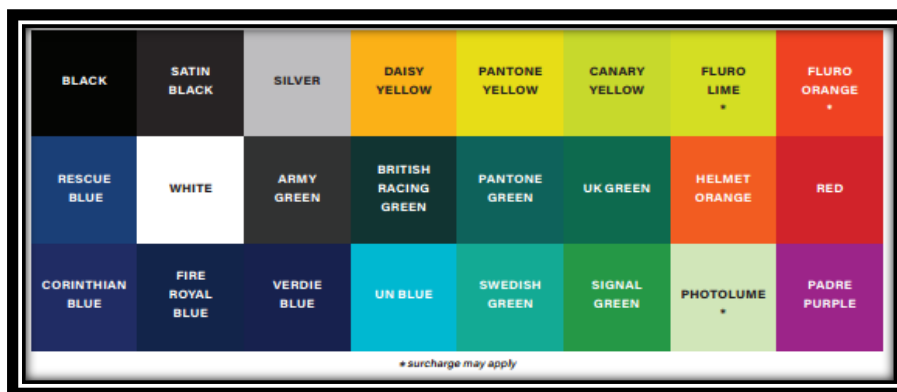 BLACK
SATIN
BLACK
SILVER
DAISY
YELLOW
PANTONE
YELLOW
CANARY
YELLOW
FLURO
LIME
*
FLURO
ORANGE
*
RESCUE
BLUE
WHITE
ARMY
GREEN
BRITISH
RACING
GREEN
PANTONE
GREEN
UK GREEN
HELMET
ORANGE
RED
CORINTHIAN
BLUE
FIRE
ROYAL
BLUE
VERDIE
BLUE
UN BLUE
SWEDISH
GREEN
SIGNAL
GREEN
PHOTOLUME
*
PADRE
PURPLE
* surcharge may apply